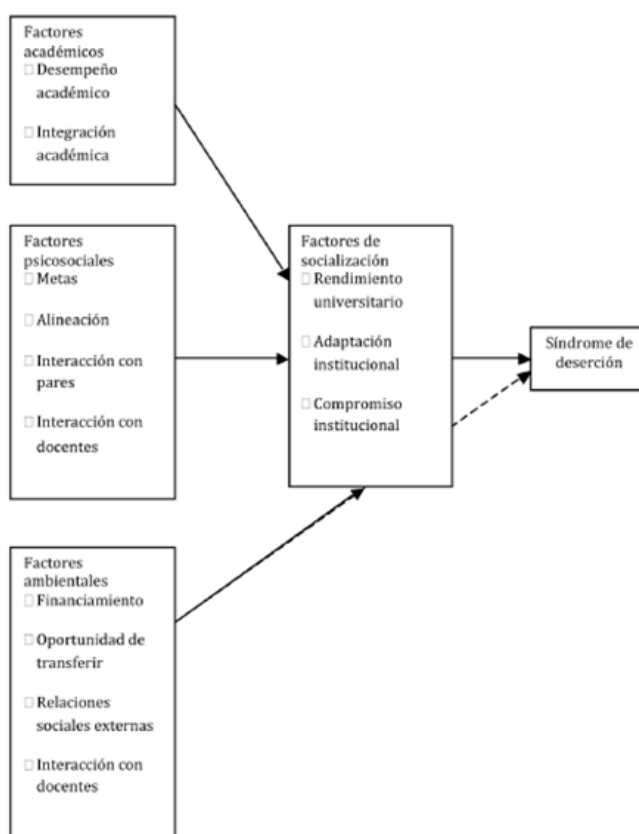 Factores
académicos
□ Desempeño
académico
□ Integración
académica
Factores
psicosociales
□ Metas
□ Alineación
□ Interacción con
pares
□ Interacción con
docentes
Factores
ambientales
□ Financiamiento
□ Oportunidad de
transferir
□ Relaciones
sociales externas
□ Interacción con
docentes
Factores de
socialización
□ Rendimiento
universitario
□ Adaptación
institucional
□ Compromiso
institucional
Síndrome de
deserción